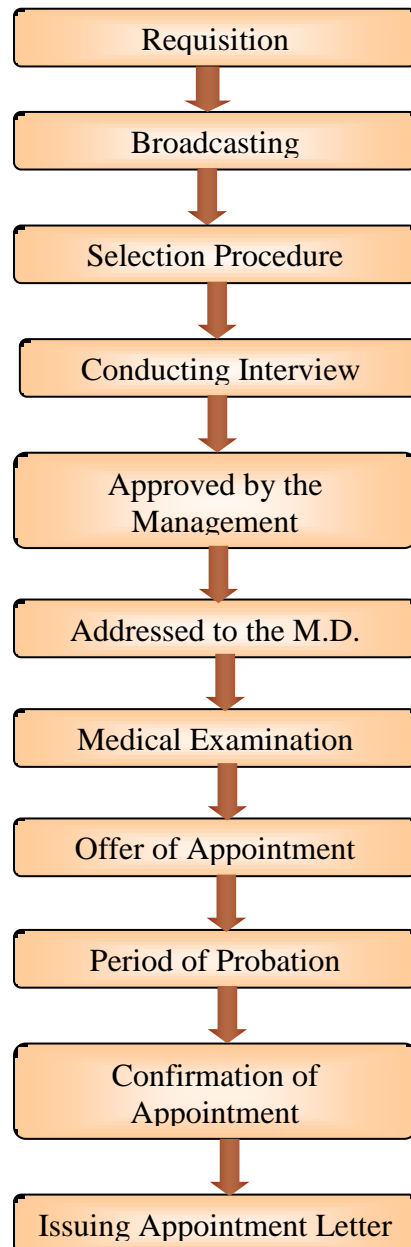 Requisition
Broadcasting
Selection Procedure
Conducting Interview
Approved by the
Management
Addressed to the M.D.
Medical Examination
Offer of Appointment
Period of Probation
Confirmation of
Appointment
Issuing Appointment Letter